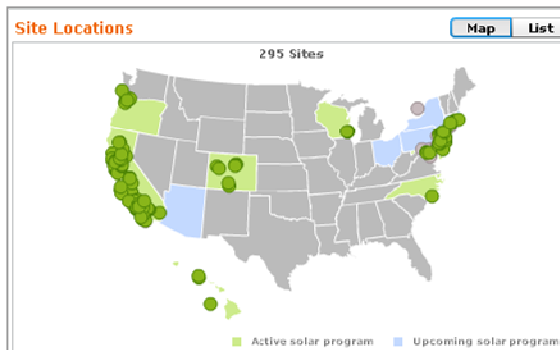 Site Locations
Map
List
295 Sites
Active solar program
Upcoming solar program